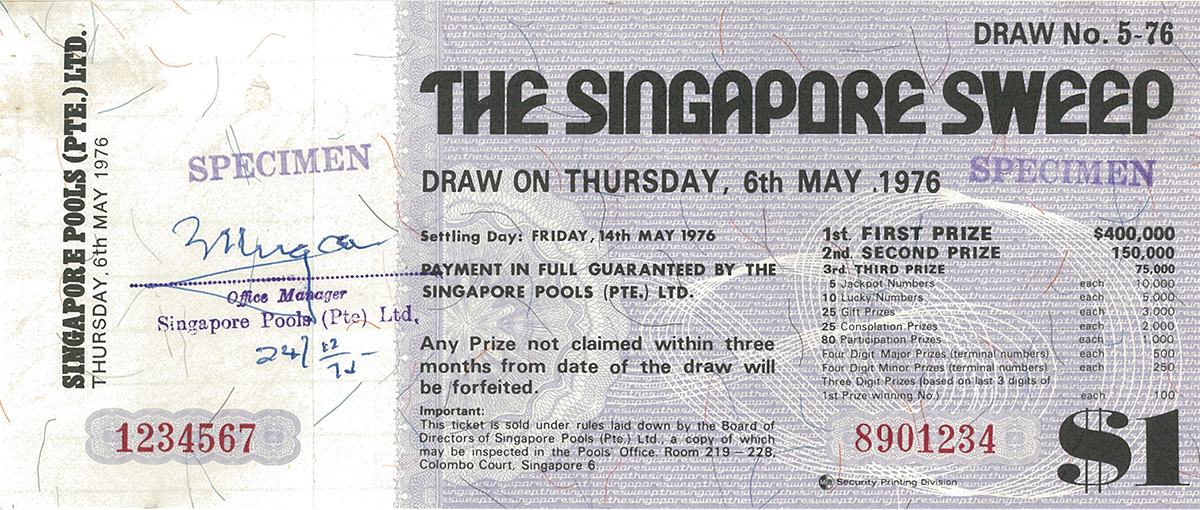 SINGAPORE POOLS (PTE.) LTD.
THURSDAY, 6th MAY 1976
SPECIMEN
Office Manager
Singapore Pools (Pte) Ltd.
1234567
DRAW No. 5-76
THE SINGAPORE SWEEP
SPECIMEN
DRAW ON THURSDAY, 6th MAY .1976
Settling Day: FRIDAY, 14th MAY 1976
PAYMENT IN FULL GUARANTEED BY THE
SINGAPORE POOLS (PTE.) LTD.
Any Prize not claimed within three
months from date of the draw will
be forfeited.
Important:
This ticket is sold under rules laid down by the Board of
Directors of Singapore Pools (Pte.) Ltd., a copy of which
may be inspected in the Pools' Office. Room 219 – 228,
Colombo Court, Singapore 6.
1st. FIRST PRIZE $400,000
2nd. SECOND PRIZE 150,000
3rd. THIRD PRIZE 75,000
5 Jackpot Numbers each 10,000
10 Lucky Numbers each 5,000
25 Gift Prizes each 3,000
25 Consolation Prizes each 2,000
80 Participation Prizes each 1,000
Four Digit Major Prizes (terminal numbers) each 500
Four Digit Minor Prizes (terminal numbers) each 250
Three Digit Prizes (based on last 3 digits of
1st Prize winning No.) each 100
8901234
$1
MB Security Printing Division